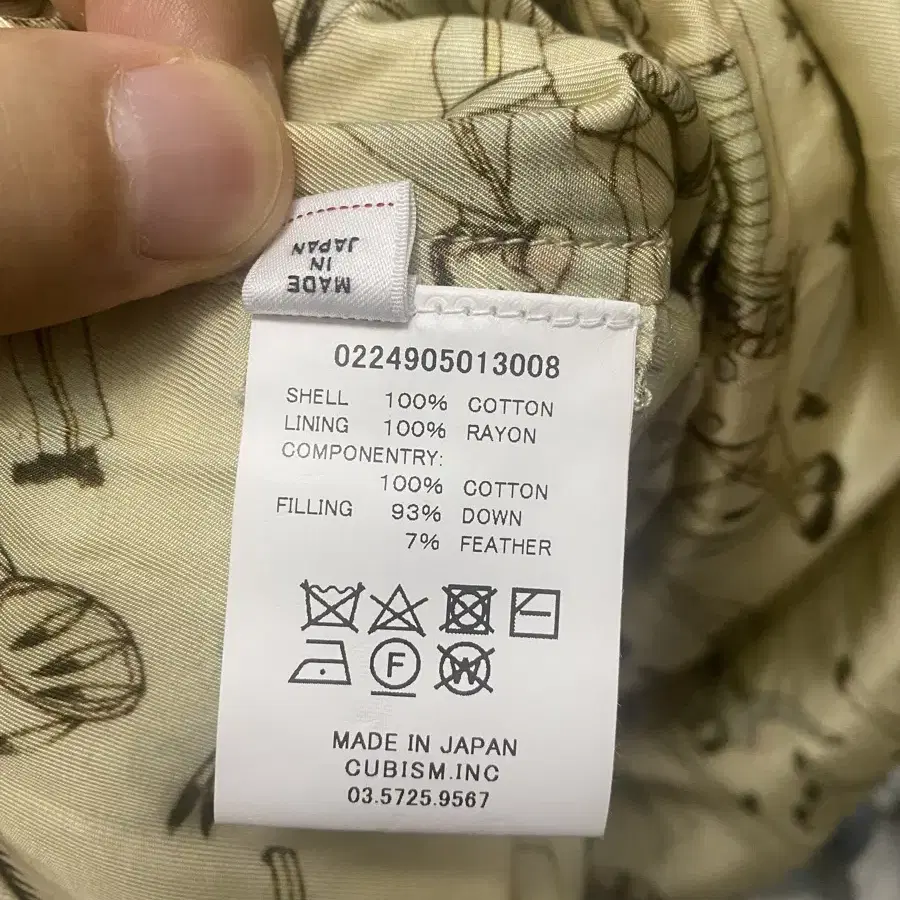 MADE
IN
JAPAN
0224905013008
SHELL 100% COTTON
LINING 100% RAYON
COMPONENTRY:
100% COTTON
FILLING 93% DOWN
7% FEATHER
F W
MADE IN JAPAN
CUBISM.INC
03.5725.9567